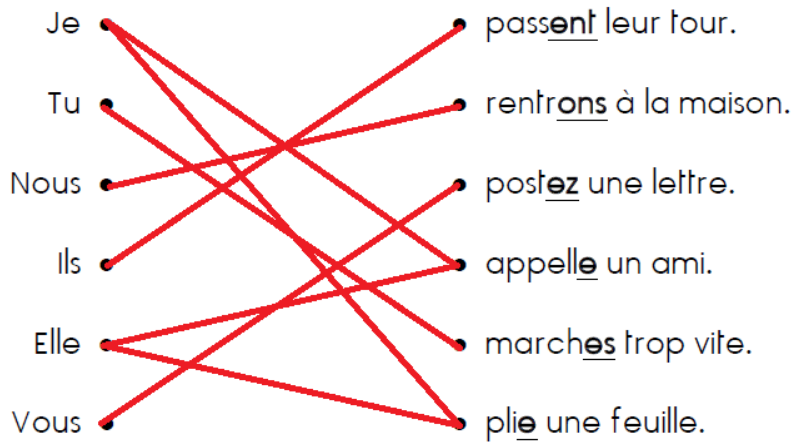 Je passent leur tour.
Tu rentrons à la maison.
Nous postez une lettre.
Ils appelle un ami.
Elle marches trop vite.
Vous plie une feuille.